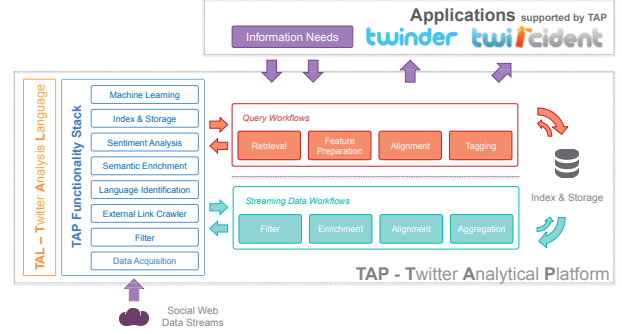 Applications supported by TAP
Information Needs
twinder
twitcident
TAL – Twitter Analysis Language
TAP Functionality Stack
Machine Learning
Index & Storage
Sentiment Analysis
Semantic Enrichment
Language Identification
External Link Crawler
Filter
Data Acquisition
Query Workflows
Retrieval
Feature
Preparation
Alignment
Tagging
Streaming Data Workflows
Filter
Enrichment
Alignment
Aggregation
Index & Storage
TAP - Twitter Analytical Platform
Social Web
Data Streams